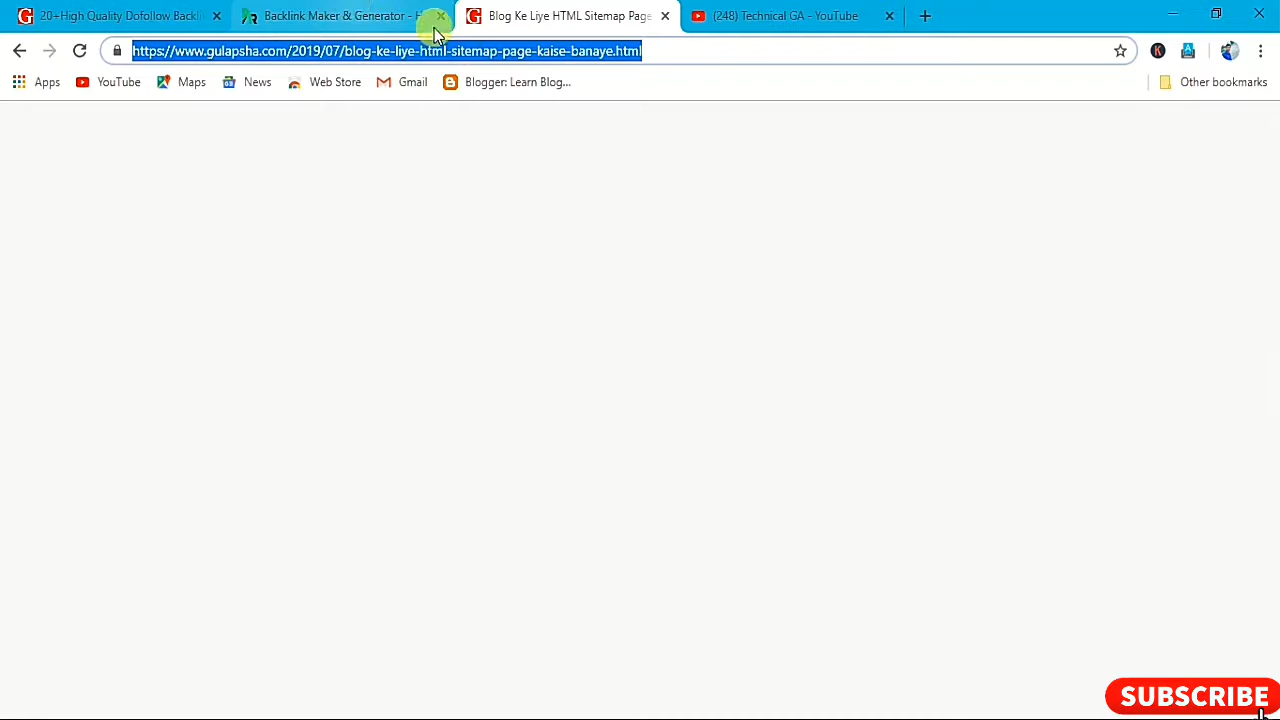 20+High Quality Dofollow Backli
Backlink Maker & Generator - H
Blog Ke Liye HTML Sitemap Page
(248) Technical GA - YouTube
https://www.gulapsha.com/2019/07/blog-ke-liye-html-sitemap-page-kaise-banaye.html
Apps YouTube Maps News Web Store Gmail Blogger: Learn Blog... Other bookmarks
SUBSCRIBE